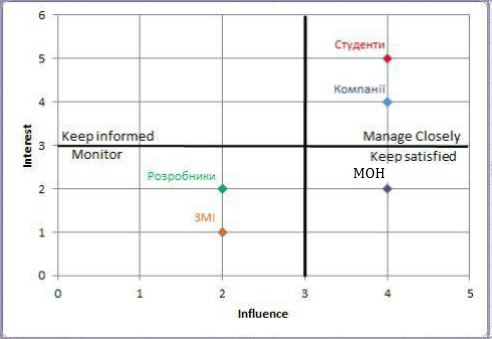 6
Студенти
5
Компанії
4
Interest
Keep informed
Manage Closely
3
Monitor
Keep satisfied
МОН
Розробники
2
ЗМІ
1
0
0 1 2 3 4 5
Influence